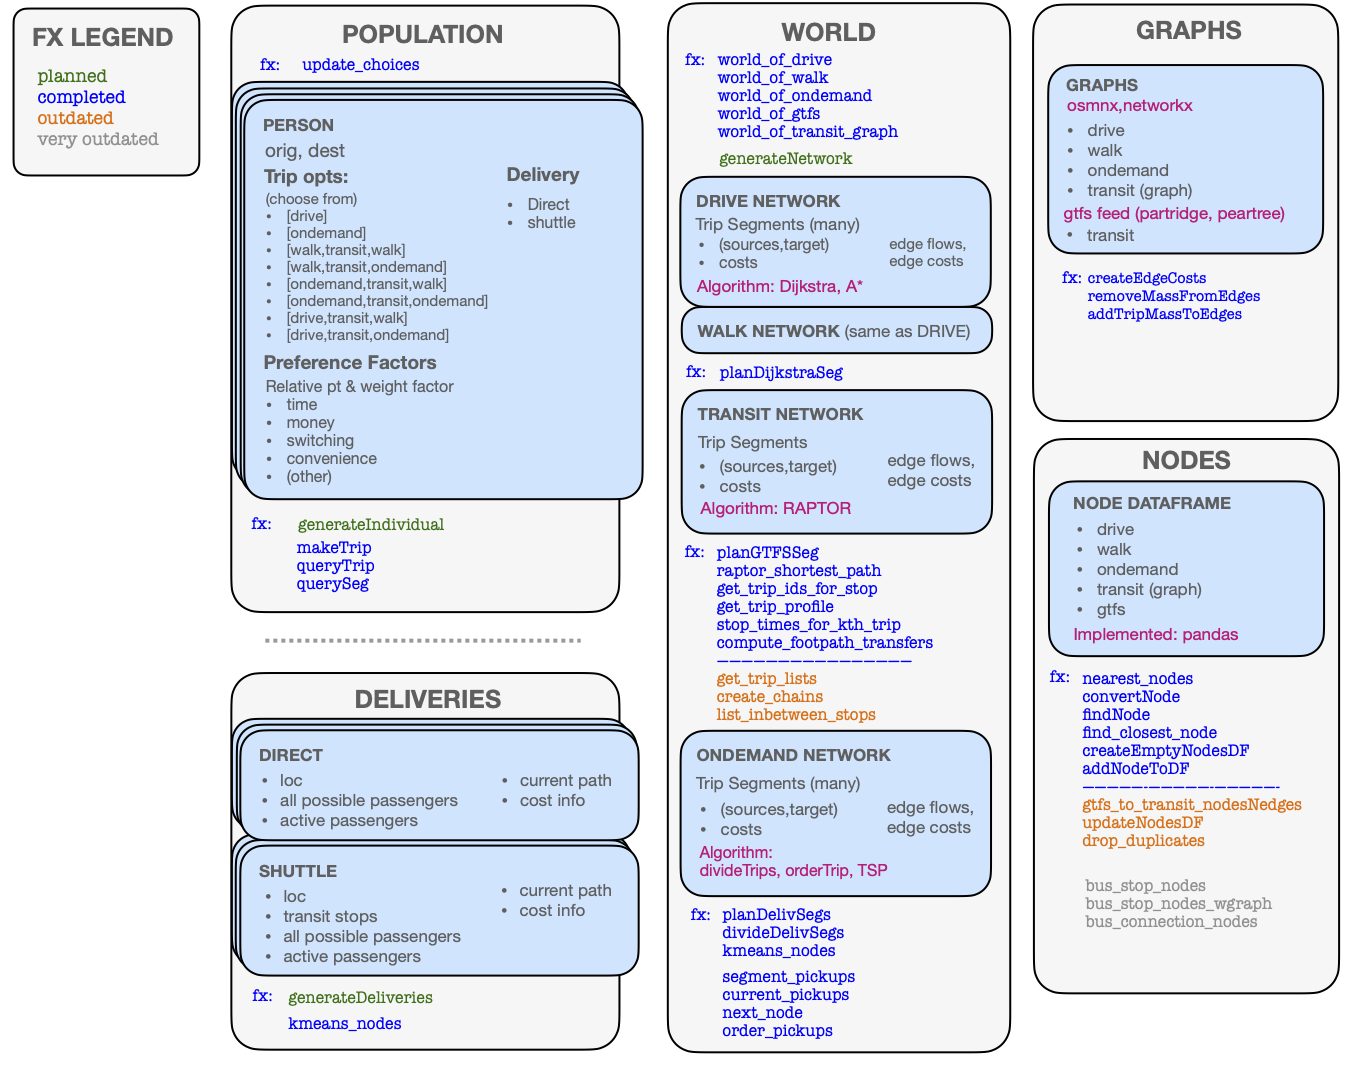 FX LEGEND
planned
completed
outdated
very outdated
POPULATION
fx: update_choices
PERSON
orig, dest
Trip opts:
(choose from)
• [drive]
• [ondemand]
• [walk,transit,walk]
• [walk,transit,ondemand]
• [ondemand,transit,walk]
• [ondemand,transit,ondemand]
• [drive,transit,walk]
• [drive,transit,ondemand]
Delivery
• Direct
• shuttle
Preference Factors
Relative pt & weight factor
• time
• money
• switching
• convenience
• (other)
fx: generateIndividual
makeTrip
queryTrip
querySeg
DELIVERIES
DIRECT
• loc
• all possible passengers
• active passengers
• current path
• cost info
SHUTTLE
• loc
• transit stops
• all possible passengers
• active passengers
• current path
• cost info
fx: generateDeliveries
kmeans_nodes
WORLD
fx: world_of_drive
world_of_walk
world_of_ondemand
world_of_gtfs
world_of_transit_graph
generateNetwork
DRIVE NETWORK
Trip Segments (many)
• (sources,target)
• costs
edge flows,
edge costs
Algorithm: Dijkstra, A*
WALK NETWORK (same as DRIVE)
fx: planDijkstraSeg
TRANSIT NETWORK
Trip Segments
• (sources,target)
• costs
edge flows,
edge costs
Algorithm: RAPTOR
fx: planGTFSSeg
raptor_shortest_path
get_trip_ids_for_stop
get_trip_profile
stop_times_for_kth_trip
compute_footpath_transfers
get_trip_lists
create_chains
list_inbetween_stops
ONDEMAND NETWORK
Trip Segments (many)
• (sources,target)
• costs
edge flows,
edge costs
Algorithm:
divideTrips, orderTrip, TSP
fx: planDelivSegs
divideDelivSegs
kmeans_nodes
segment_pickups
current_pickups
next_node
order_pickups
GRAPHS
GRAPHS
osmnx,networkx
• drive
• walk
• ondemand
• transit (graph)
gtfs feed (partridge, peartree)
• transit
fx: createEdgeCosts
removeMassFromEdges
addTripMassToEdges
NODES
NODE DATAFRAME
• drive
• walk
• ondemand
• transit (graph)
• gtfs
Implemented: pandas
fx: nearest_nodes
convertNode
findNode
find_closest_node
createEmptyNodesDF
addNodeToDF
gtfs_to_transit_nodesNedges
updateNodesDF
drop_duplicates
bus_stop_nodes
bus_stop_nodes_wgraph
bus_connection_nodes